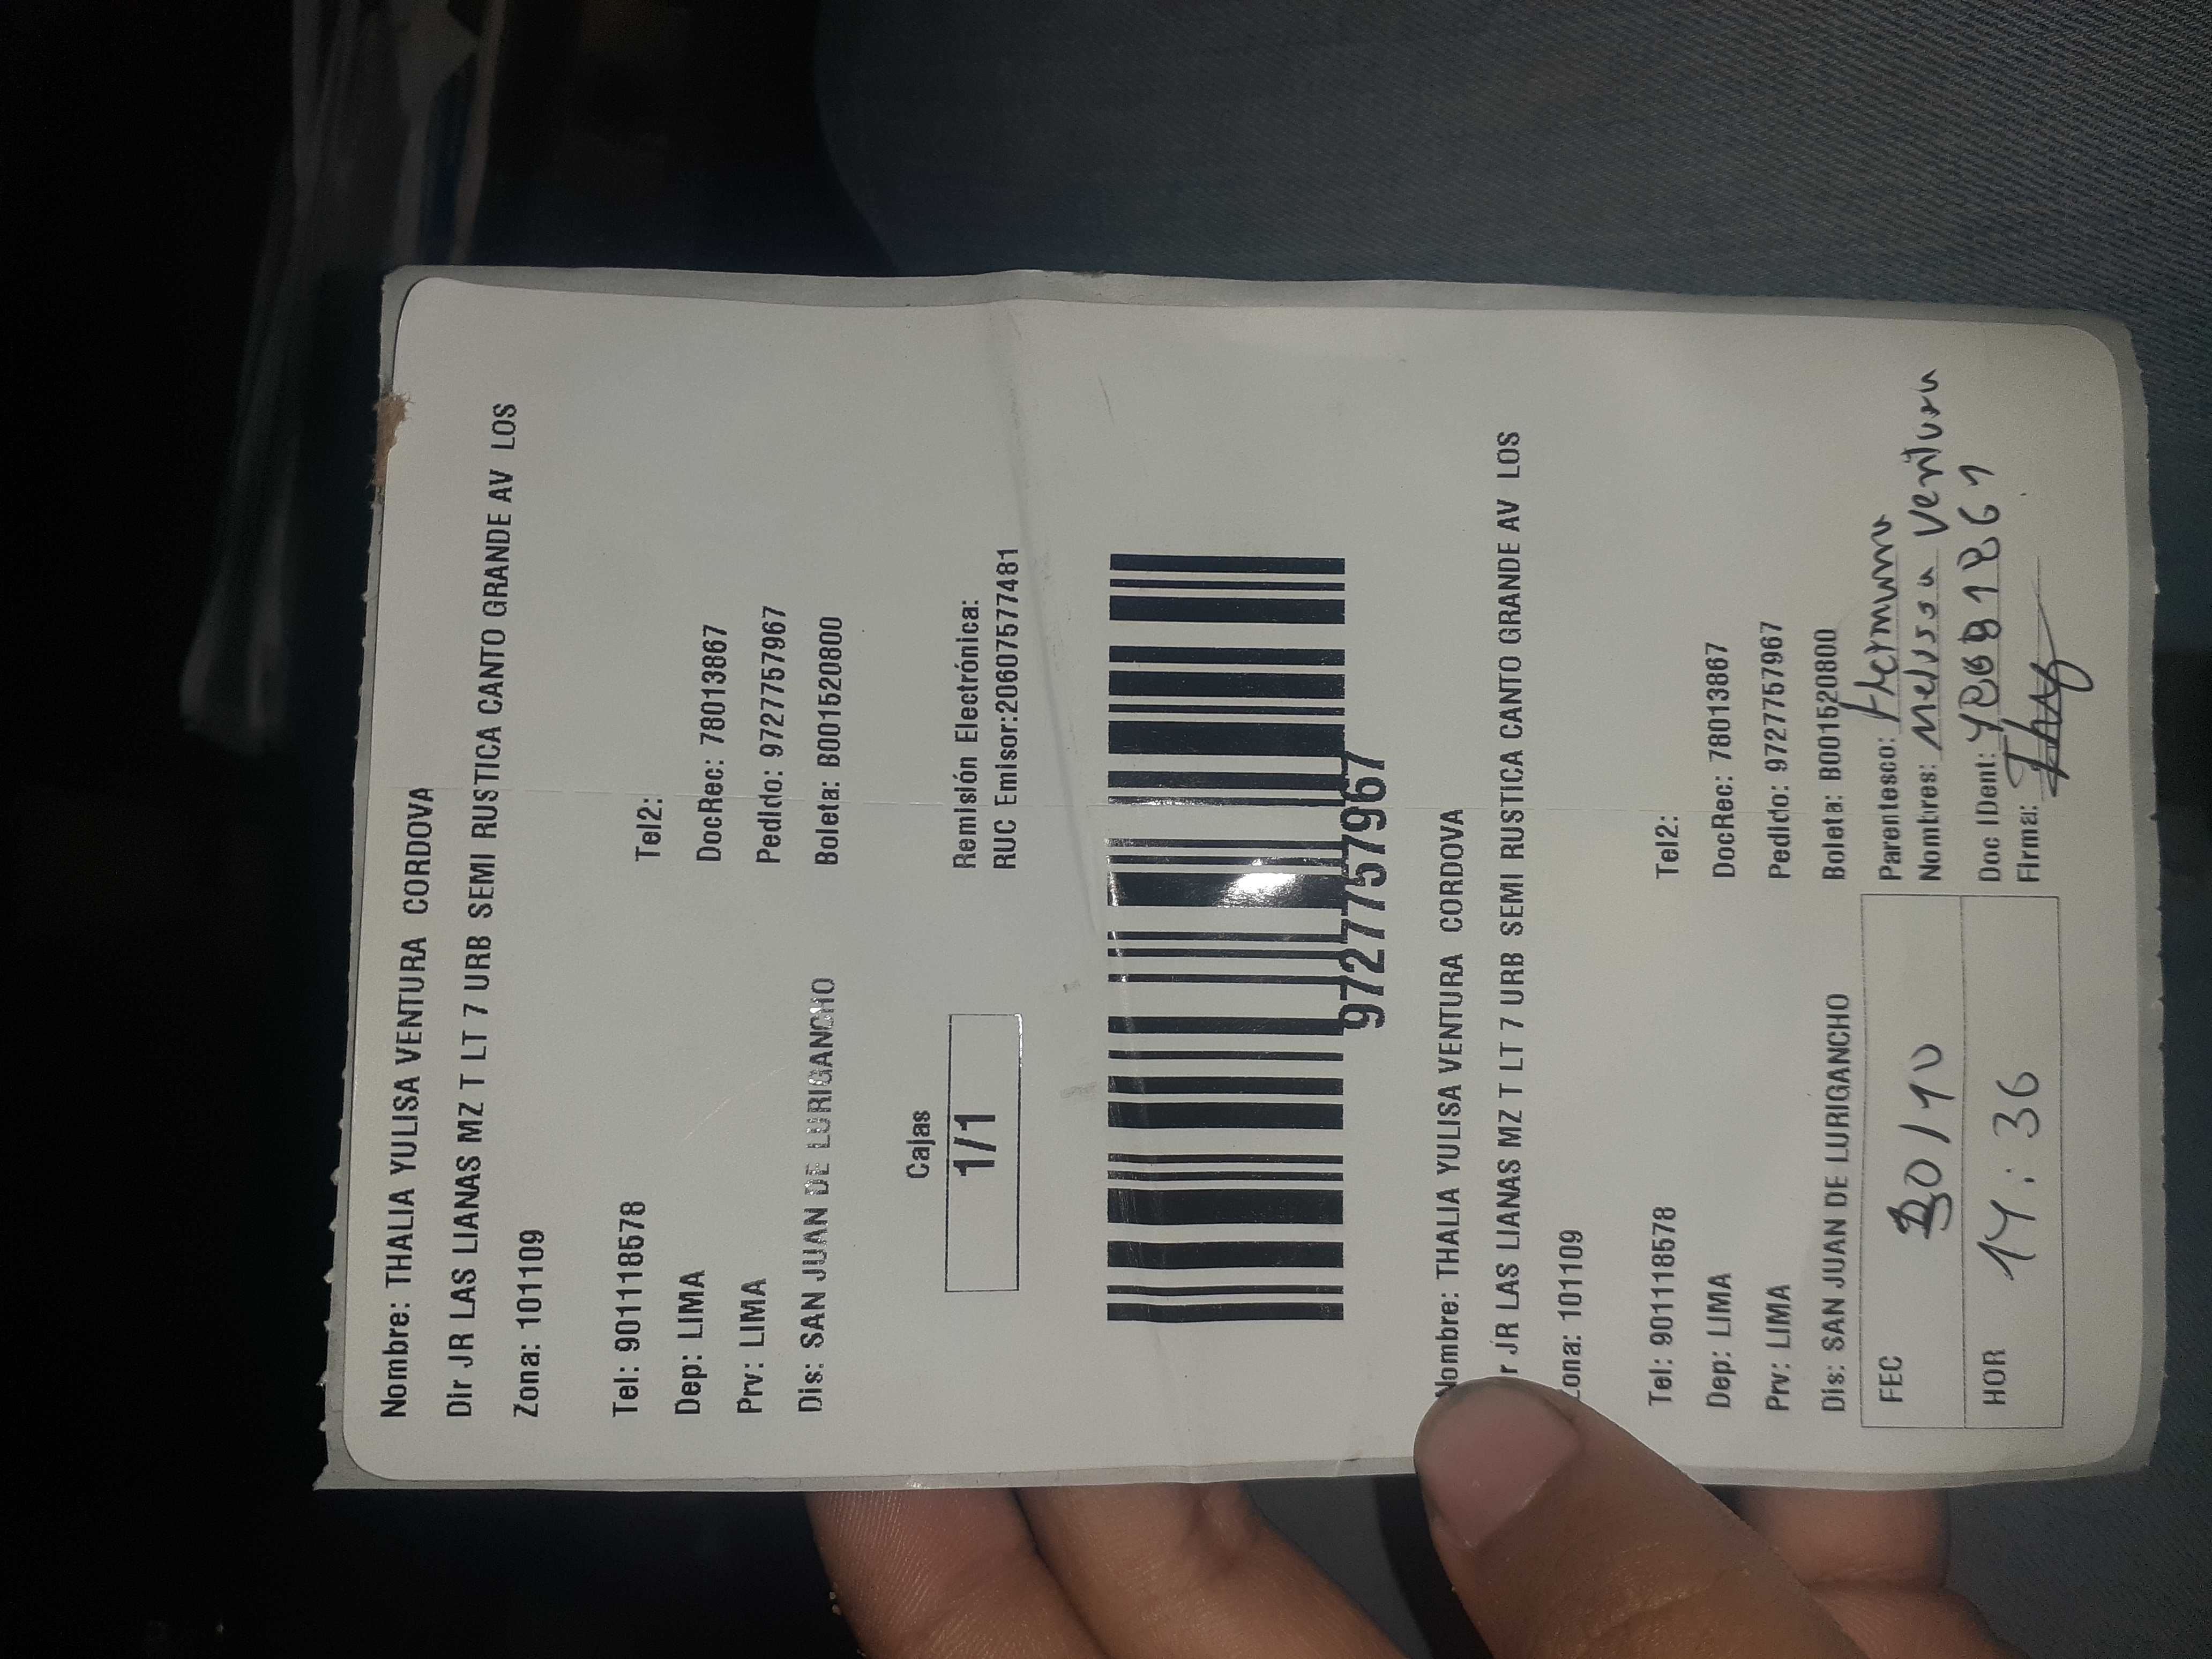 Nombre: THALIA YULISA VENTURA CORDOVA
Dir JR LAS LIANAS MZ T LT 7 URB SEMI RUSTICA CANTO GRANDE AV LOS
Zona: 101109
Tel: 901118578 Tel2:
Dep: LIMA DocRec: 78013867
Prv: LIMA Pedido: 9727757967
Dis: SAN JUAN DE LURIGANCHO Boleta: B001520800
Cajas
1/1
Remisión Electrónica:
RUC Emisor:20607577481
9727757967
Nombre: THALIA YULISA VENTURA CORDOVA
r JR LAS LIANAS MZ T LT 7 URB SEMI RUSTICA CANTO GRANDE AV LOS
Zona: 101109
Tel: 901118578 Tel2:
Dep: LIMA DocRec: 78013867
Prv: LIMA Pedido: 9727757967
Dis: SAN JUAN DE LURIGANCHO Boleta: B001520800
FEC 30/10 Parentesco: Hermana
Nombres: Melissa Ventura
HOR 14:36 Doc IDent:
Firma: